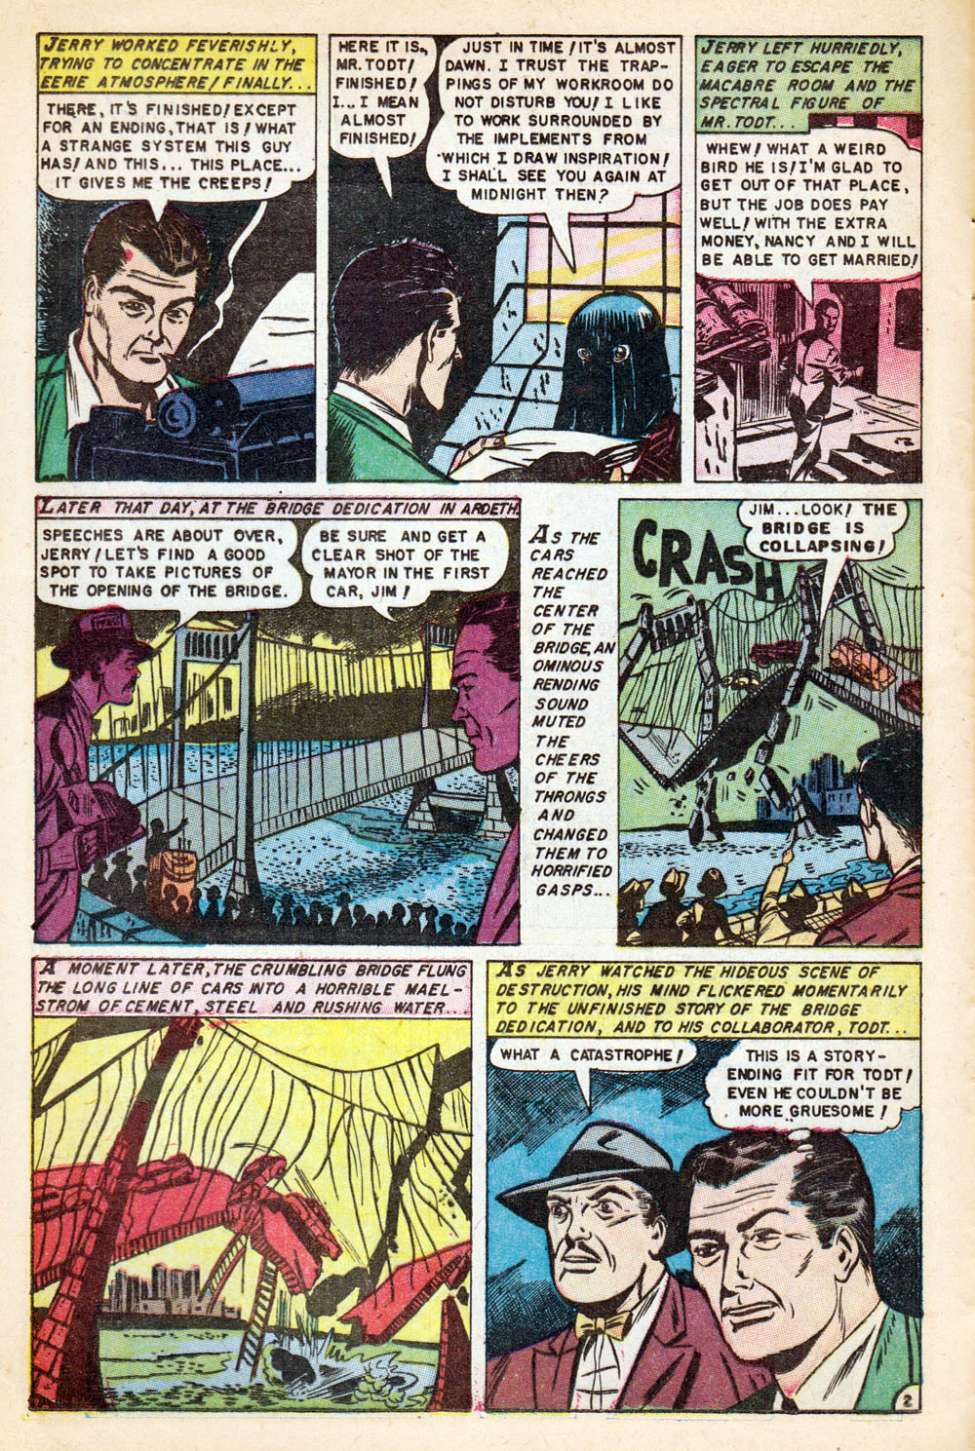 JERRY WORKED FEVERISHLY,
TRYING TO CONCENTRATE IN THE
EERIE ATMOSPHERE! FINALLY...
THERE, IT'S FINISHED! EXCEPT
FOR AN ENDING, THAT IS! WHAT
A STRANGE SYSTEM THIS GUY
HAS! AND THIS... THIS PLACE...
IT GIVES ME THE CREEPS!
HERE IT IS,
MR. TODT!
FINISHED!
I... I MEAN
ALMOST
FINISHED!
JUST IN TIME! IT'S ALMOST
DAWN. I TRUST THE TRAP-
PINGS OF MY WORKROOM DO
NOT DISTURB YOU! I LIKE
TO WORK SURROUNDED BY
THE IMPLEMENTS FROM
WHICH I DRAW INSPIRATION!
I SHALL SEE YOU AGAIN AT
MIDNIGHT THEN?
JERRY LEFT HURRIEDLY,
EAGER TO ESCAPE THE
MACABRE ROOM AND THE
SPECTRAL FIGURE OF
MR. TODT...
WHEW! WHAT A WEIRD
BIRD HE IS! I'M GLAD TO
GET OUT OF THAT PLACE,
BUT THE JOB DOES PAY
WELL! WITH THE EXTRA
MONEY, NANCY AND I WILL
BE ABLE TO GET MARRIED!
LATER THAT DAY, AT THE BRIDGE DEDICATION IN ARDETH.
SPEECHES ARE ABOUT OVER,
JERRY! LET'S FIND A GOOD
SPOT TO TAKE PICTURES OF
THE OPENING OF THE BRIDGE.
BE SURE AND GET A
CLEAR SHOT OF THE
MAYOR IN THE FIRST
CAR, JIM!
AS THE
CARS
REACHED
THE
CENTER
OF THE
BRIDGE, AN
OMINOUS
RENDING
SOUND
MUTED
THE
CHEERS
OF THE
THRONGS
AND
CHANGED
THEM TO
HORRIFIED
GASPS...
CRASH
JIM...LOOK! THE
BRIDGE IS
COLLAPSING!
A MOMENT LATER, THE CRUMBLING BRIDGE FLUNG
THE LONG LINE OF CARS INTO A HORRIBLE MAEL-
STROM OF CEMENT, STEEL AND RUSHING WATER...
AS JERRY WATCHED THE HIDEOUS SCENE OF
DESTRUCTION, HIS MIND FLICKERED MOMENTARILY
TO THE UNFINISHED STORY OF THE BRIDGE
DEDICATION, AND TO HIS COLLABORATOR, TODT...
WHAT A CATASTROPHE!
THIS IS A STORY-
ENDING FIT FOR TODT!
EVEN HE COULDN'T BE
MORE GRUESOME!
2